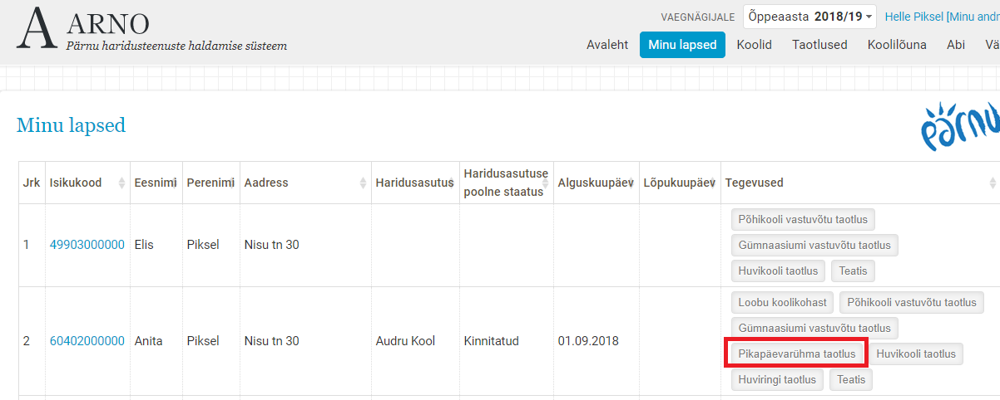 A ARNO
Pärnu haridusteenuste haldamise süsteem
VAEGNÄGIJALE Õppeaasta 2018/19 Helle Piksel [Minu andr
Avaleht Minu lapsed Koolid Taotlused Koolilõuna Abi Vä
Minu lapsed
pärnu
Jrk Isikukood Eesnimi Perenimi Aadress Haridusasutus Haridusasutuse poolne staatus Alguskuupäev Lõpukuupäev Tegevused
1 49903000000 Elis Piksel Nisu tn 30
Põhikooli vastuvõtu taotlus
Gümnaasiumi vastuvõtu taotlus
Huvikooli taotlus Teatis
2 60402000000 Anita Piksel Nisu tn 30 Audru Kool Kinnitatud 01.09.2018
Loobu koolikohast Põhikooli vastuvõtu taotlus
Gümnaasiumi vastuvõtu taotlus
Pikapäevarühma taotlus Huvikooli taotlus
Huviringi taotlus Teatis